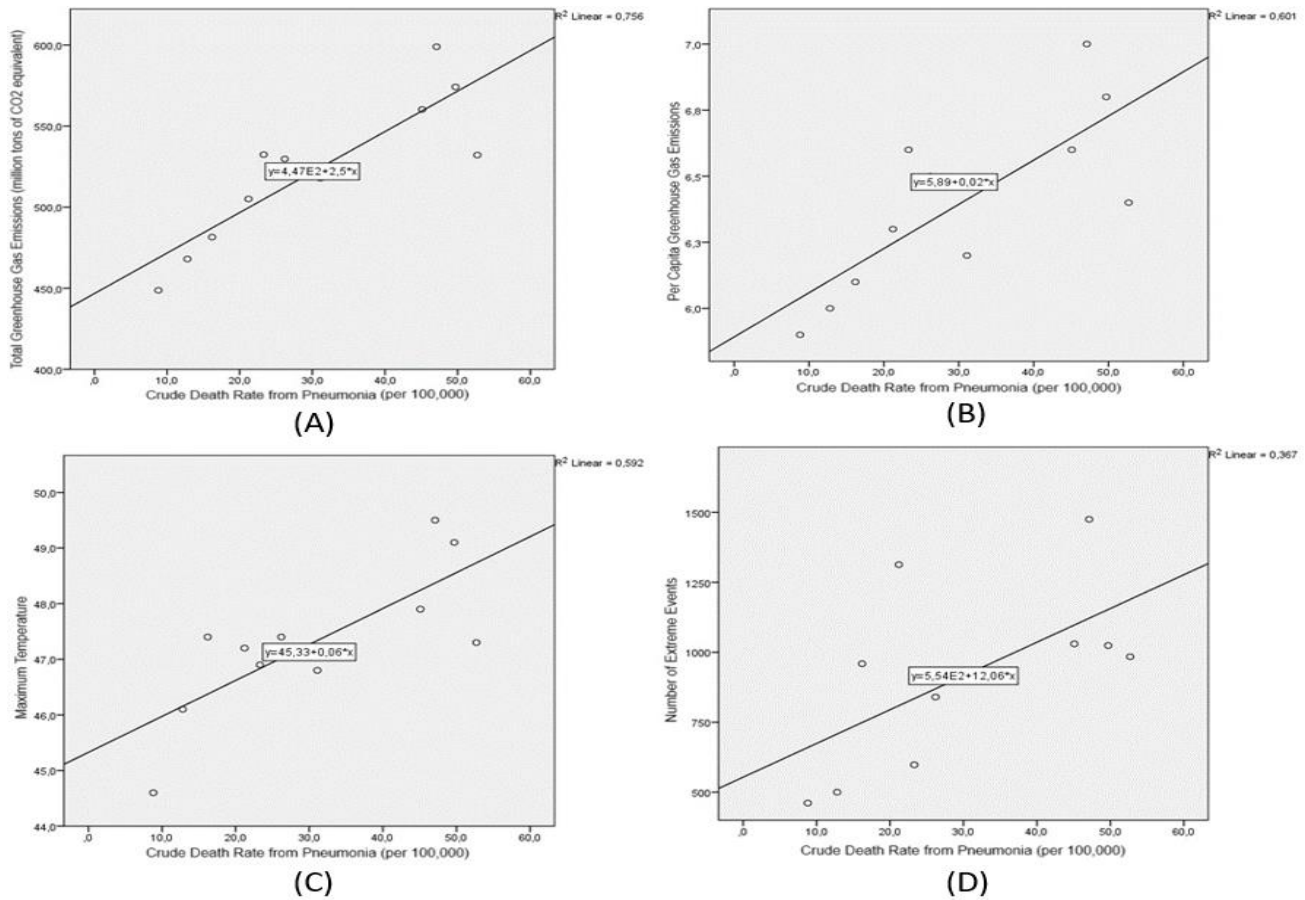 R² Linear = 0,756
Total Greenhouse Gas Emissions (million tons of CO2 equivalent)
600,0
550,0
500,0
450,0
400,0
y=4,47E2+2,5*x
,0 10,0 20,0 30,0 40,0 50,0 60,0
Crude Death Rate from Pneumonia (per 100,000)
(A)
R² Linear = 0,601
Per Capita Greenhouse Gas Emissions
7,0
6,8
6,5
6,3
6,0
y=5,89+0,02*x
,0 10,0 20,0 30,0 40,0 50,0 60,0
Crude Death Rate from Pneumonia (per 100,000)
(B)
R² Linear = 0,592
Maximum Temperature
50,0
49,0
48,0
47,0
46,0
45,0
44,0
y=45,33+0,06*x
,0 10,0 20,0 30,0 40,0 50,0 60,0
Crude Death Rate from Pneumonia (per 100,000)
(C)
R² Linear = 0,367
Number of Extreme Events
1500
1250
1000
750
500
y=5,54E2+12,06*x
,0 10,0 20,0 30,0 40,0 50,0 60,0
Crude Death Rate from Pneumonia (per 100,000)
(D)